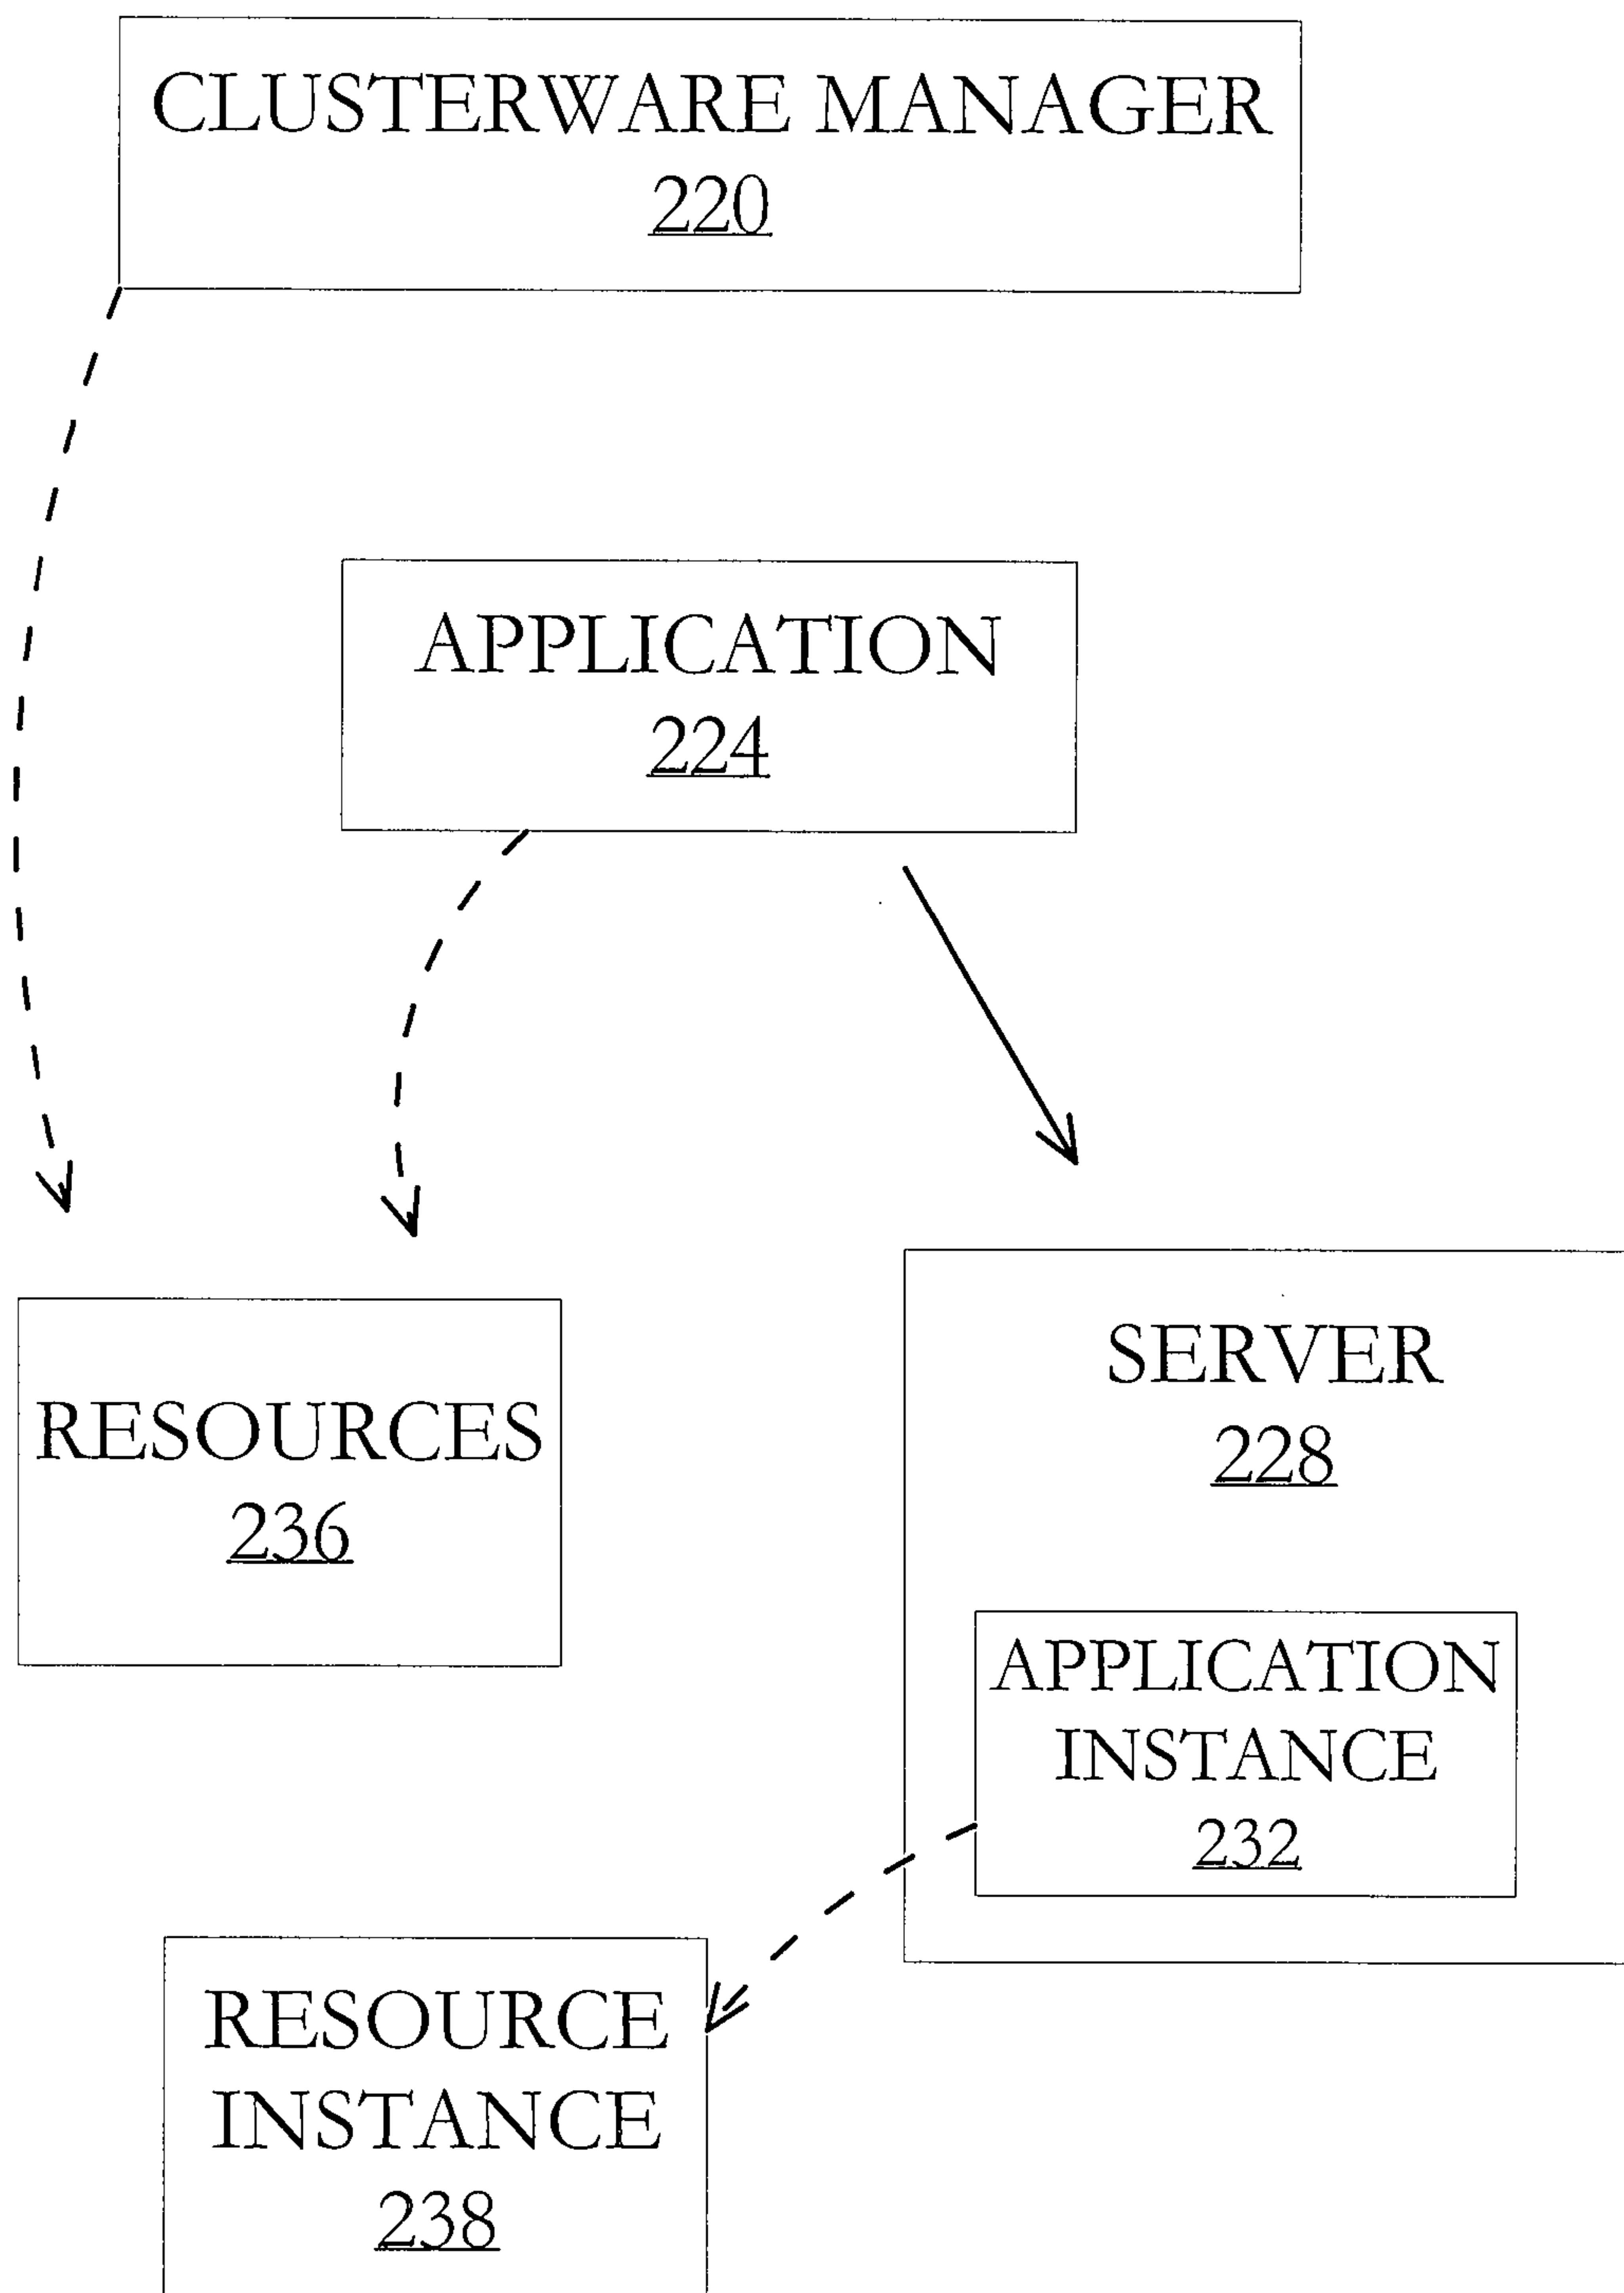 CLUSTERWARE MANAGER
220
APPLICATION
224
RESOURCES
236
SERVER
228
APPLICATION
INSTANCE
232
RESOURCE
INSTANCE
238